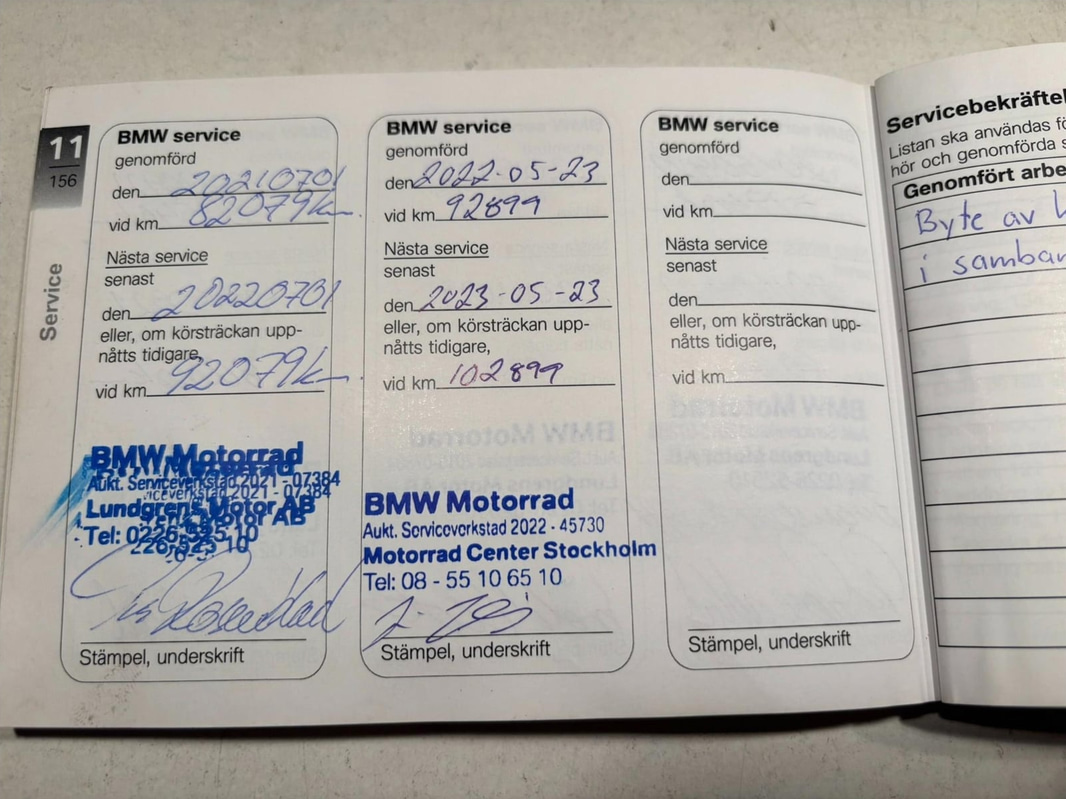 11
156
Service
BMW service
genomförd
den 20210701
vid km 82079km
Nästa service
senast
den 20220701
eller, om körsträckan upp-
nåtts tidigare,
vid km 92079km
BMW Motorrad
Aukt. Serviceverkstad 2021 - 07384
Lundgrens Motor AB
Tel: 0226-525 10
Stämpel, underskrift
BMW service
genomförd
den 2022-05-23
vid km 92899
Nästa service
senast
den 2023-05-23
eller, om körsträckan upp-
nåtts tidigare,
vid km 102899
BMW Motorrad
Aukt. Serviceverkstad 2022 - 45730
Motorrad Center Stockholm
Tel: 08 - 55 10 65 10
Stämpel, underskrift
BMW service
genomförd
den
vid km
Nästa service
senast
den
eller, om körsträckan upp-
nåtts tidigare,
vid km
Stämpel, underskrift
Servicebekräftel
Listan ska användas fö
hör och genomförda s
Genomfört arbe
Byte av
i samban